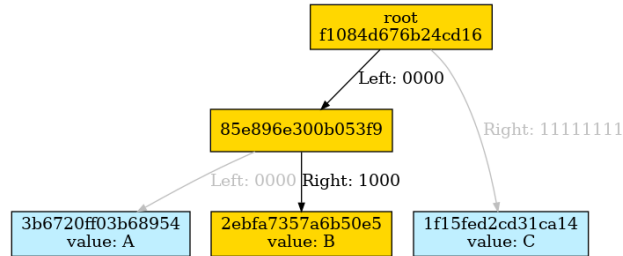 root
f1084d676b24cd16
Left: 0000
85e896e300b053f9
Right: 11111111
Left: 0000
Right: 1000
3b6720ff03b68954
value: A
2ebfa7357a6b50e5
value: B
1f15fed2cd31ca14
value: C